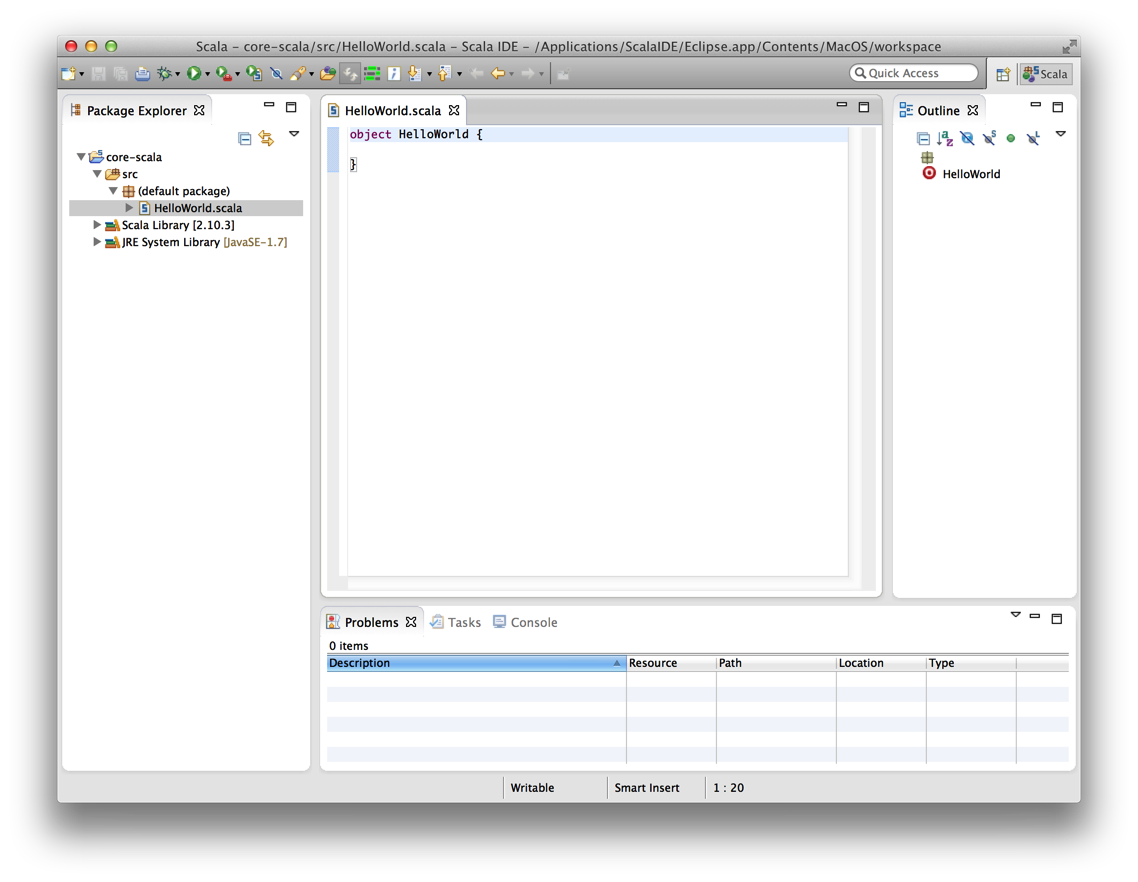 Scala – core-scala/src/HelloWorld.scala – Scala IDE – /Applications/ScalaIDE/Eclipse.app/Contents/MacOS/workspace
Quick Access
Scala
Package Explorer
core-scala
src
(default package)
HelloWorld.scala
Scala Library [2.10.3]
JRE System Library [JavaSE-1.7]
HelloWorld.scala
object HelloWorld {
}
Outline
HelloWorld
Problems Tasks Console
0 items
Description Resource Path Location Type
Writable Smart Insert 1 : 20